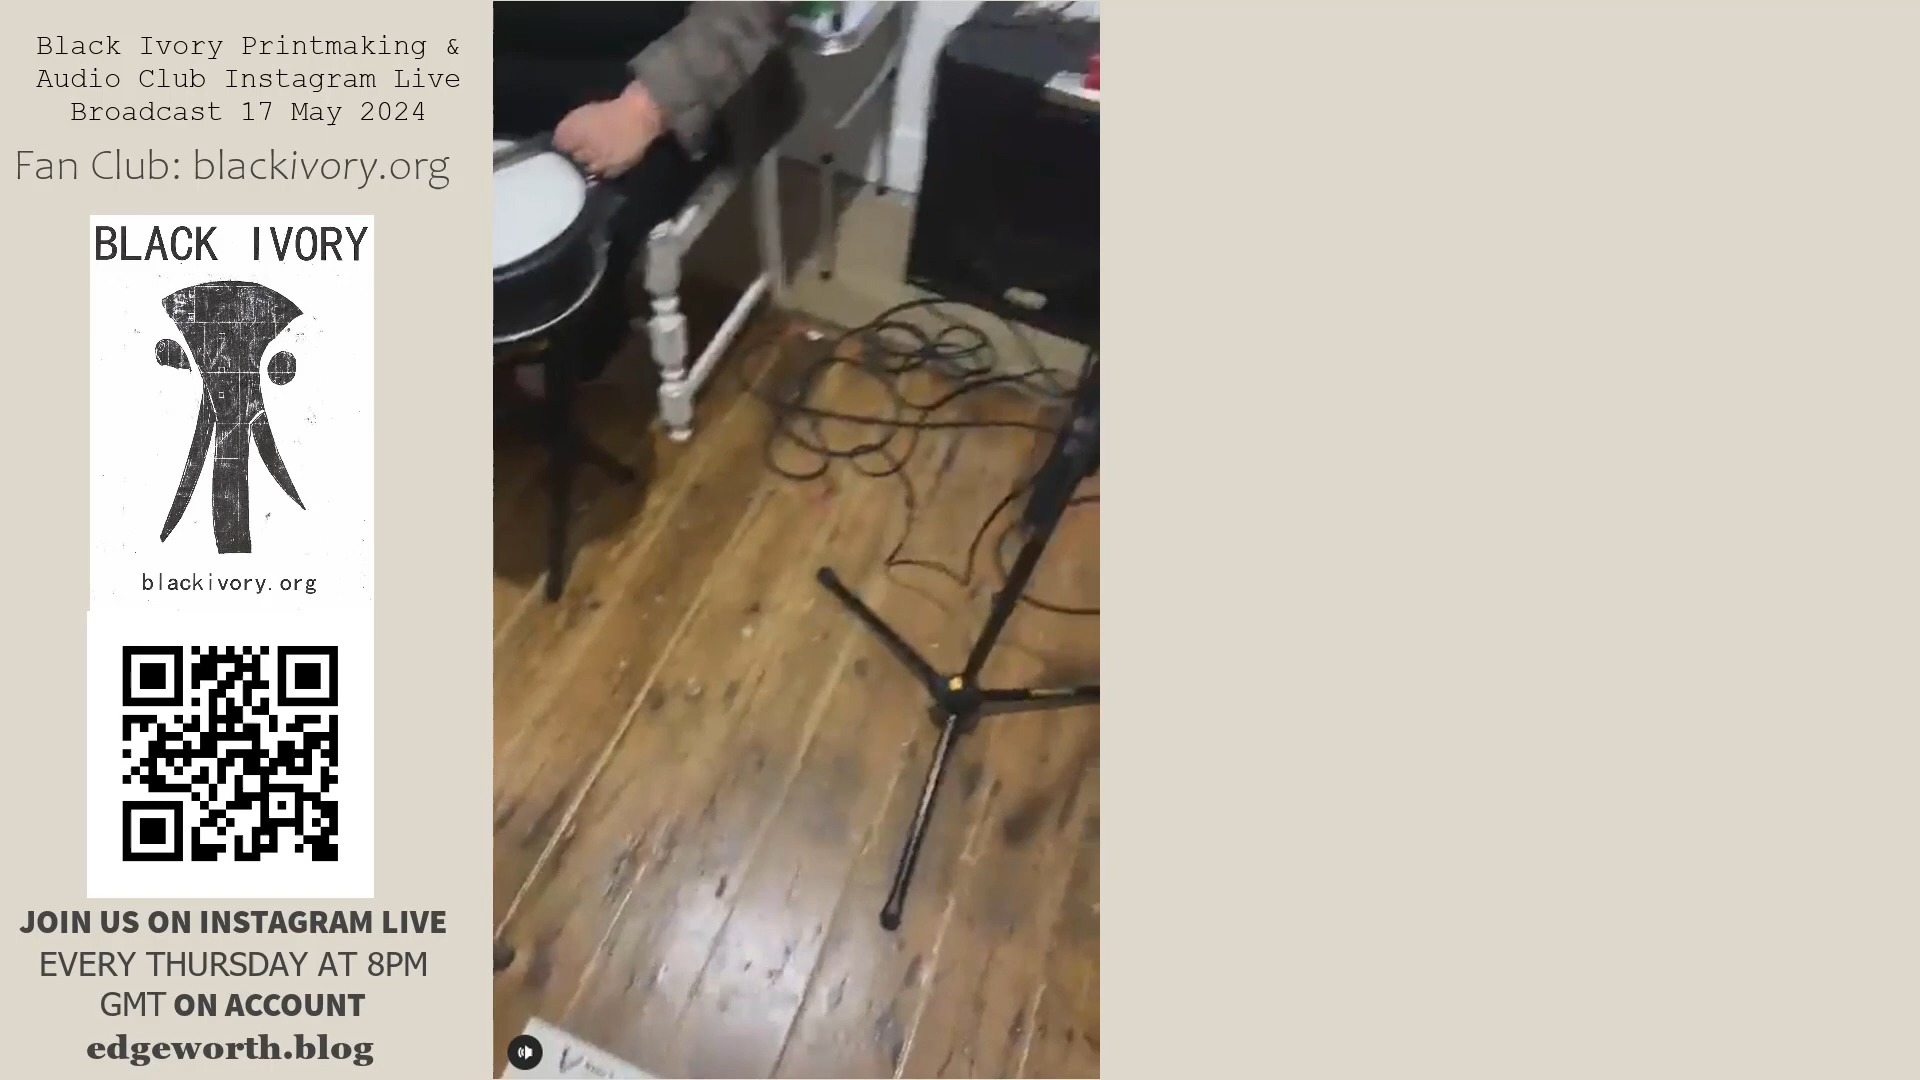 Black Ivory Printmaking &
Audio Club Instagram Live
Broadcast 17 May 2024
Fan Club: blackivory.org
BLACK IVORY
blackivory.org
JOIN US ON INSTAGRAM LIVE
EVERY THURSDAY AT 8PM
GMT ON ACCOUNT
edgeworth.blog